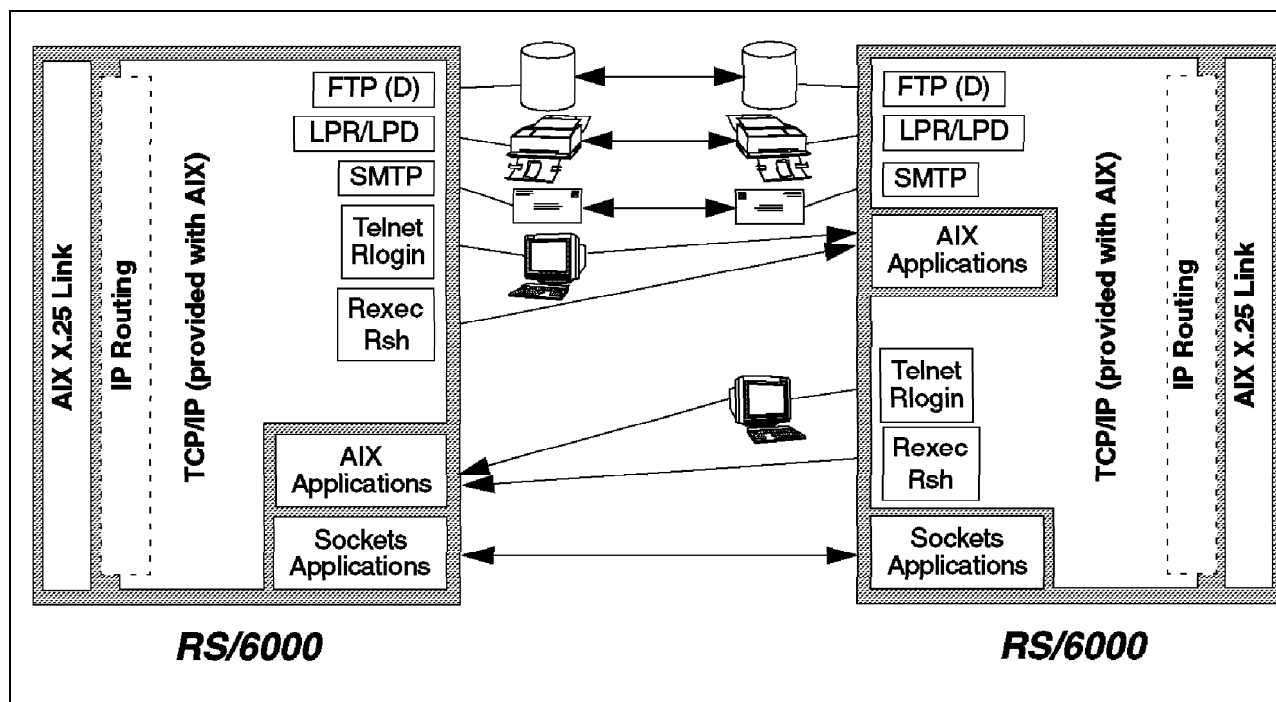 AIX X.25 Link
IP Routing
TCP/IP (provided with AIX)
FTP (D)
LPR/LPD
SMTP
Telnet
Rlogin
Rexec
Rsh
AIX
Applications
Sockets
Applications
RS/6000
FTP (D)
LPR/LPD
SMTP
AIX
Applications
Telnet
Rlogin
Rexec
Rsh
Sockets
Applications
TCP/IP (provided with AIX)
IP Routing
AIX X.25 Link
RS/6000